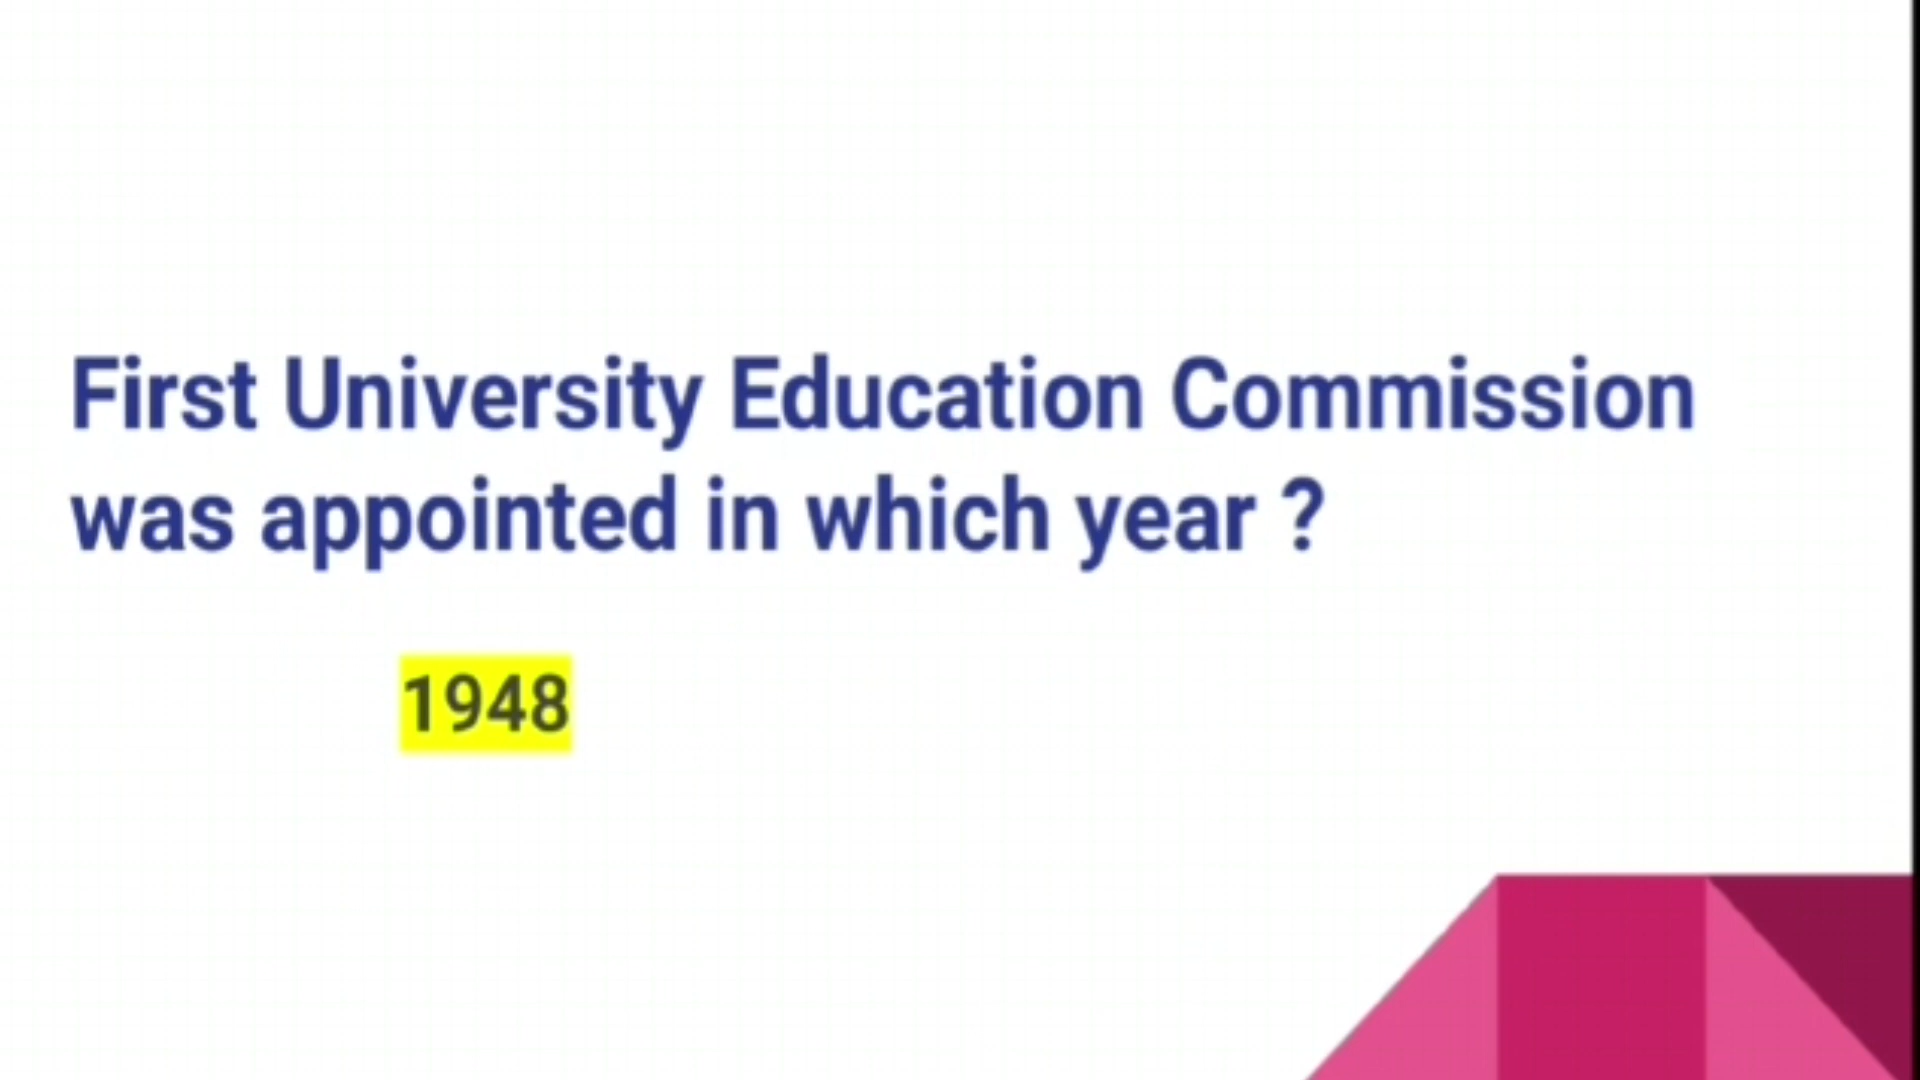 First University Education Commission
was appointed in which year ?
1948